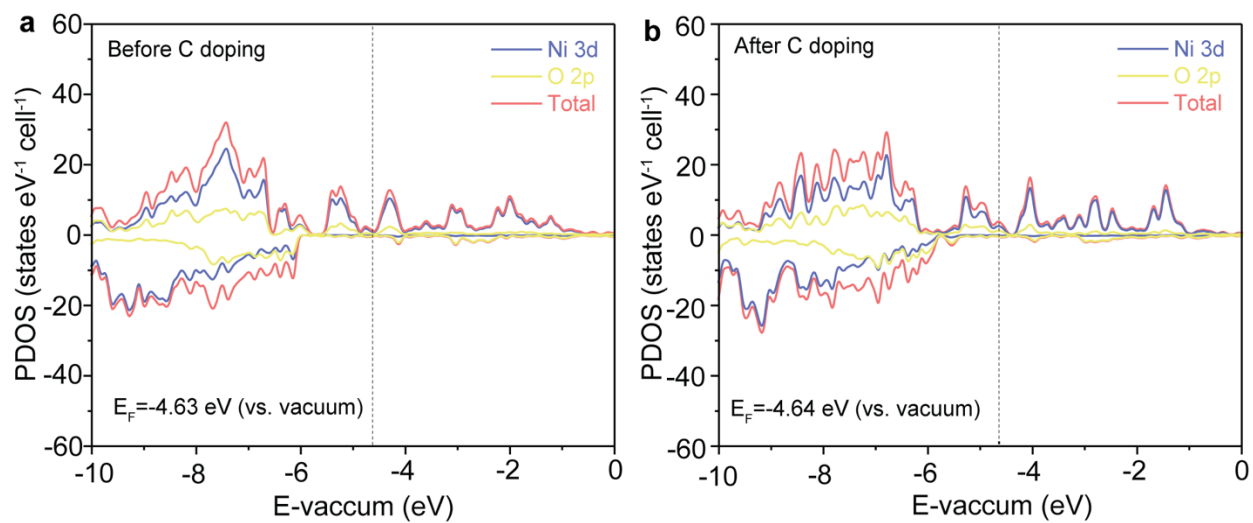 a
Before C doping
Ni 3d
O 2p
Total
60
40
20
0
-20
-40
-60
PDOS (states eV⁻¹ cell⁻¹)
E_F=-4.63 eV (vs. vacuum)
-10
-8
-6
-4
-2
0
E-vaccum (eV)
b
After C doping
Ni 3d
O 2p
Total
60
40
20
0
-20
-40
-60
PDOS (states eV⁻¹ cell⁻¹)
E_F=-4.64 eV (vs. vacuum)
-10
-8
-6
-4
-2
0
E-vaccum (eV)